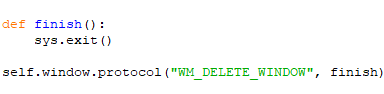 def finish():
    sys.exit()

self.window.protocol("WM_DELETE_WINDOW", finish)